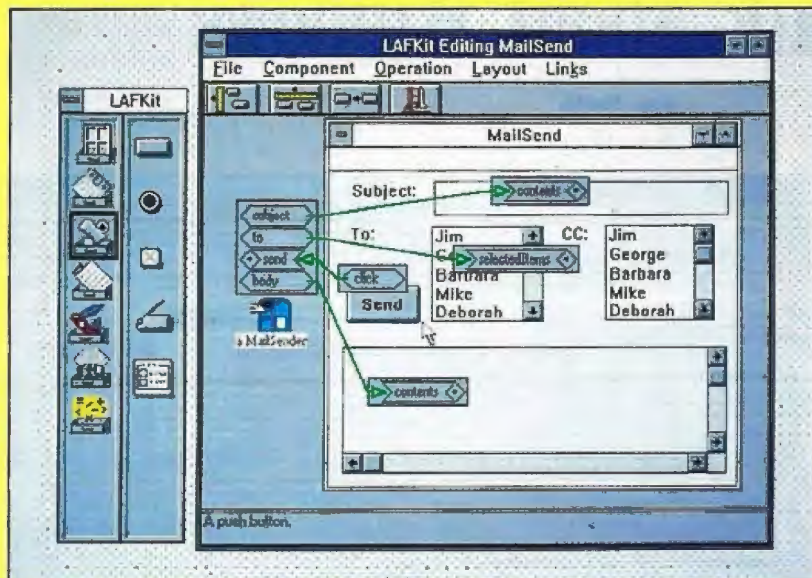 LAFKit
LAFKit Editing MailSend
File Component Operation Layout Links
MailSend
Subject:
contents
subject
to
send
body
To:
Jim
selectedItems
Barbara
Mike
Deborah
CC:
Jim
George
Barbara
Mike
Deborah
click
Send
a MailSender
contents
A push button.